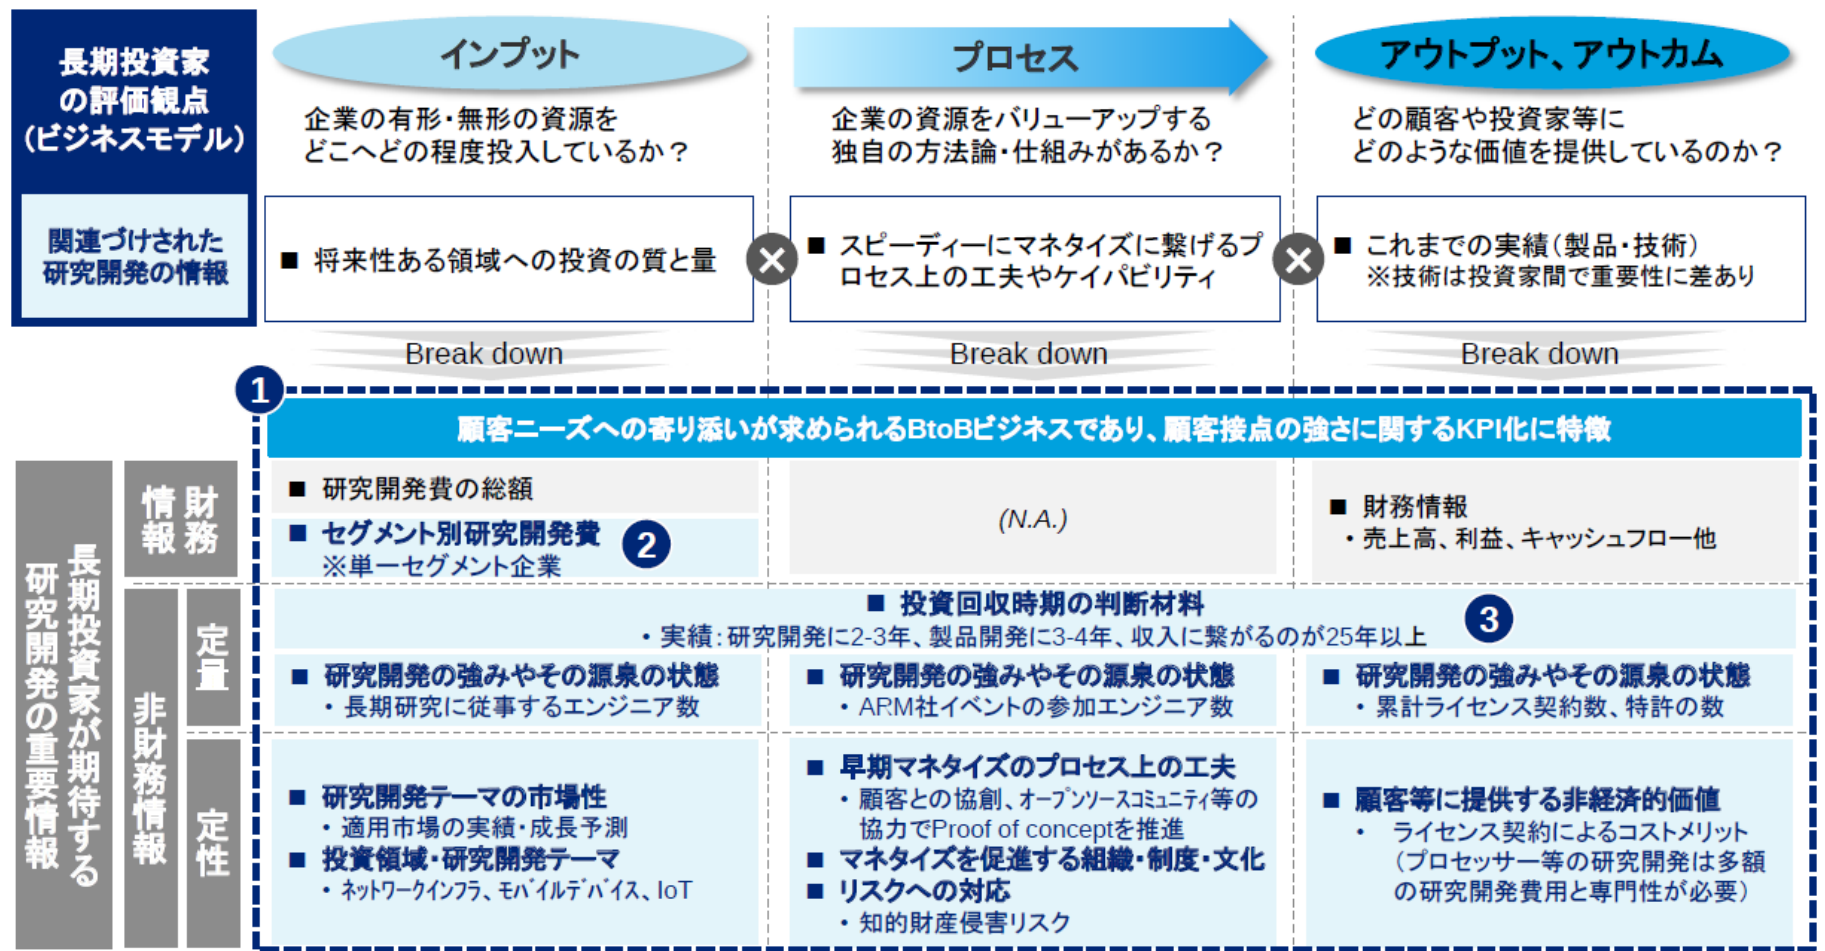 長期投資家
の評価観点
(ビジネスモデル)
インプット
プロセス
アウトプット、アウトカム
企業の有形・無形の資源を
どこへどの程度投入しているか？
企業の資源をバリューアップする
独自の方法論・仕組みがあるか？
どの顧客や投資家等に
どのような価値を提供しているのか？
関連づけされた
研究開発の情報
■ 将来性ある領域への投資の質と量
×
■ スピーディーにマネタイズに繋げるプ
ロセス上の工夫やケイパビリティ
×
■ これまでの実績（製品・技術）
※技術は投資家間で重要性に差あり
Break down
Break down
Break down
1
顧客ニーズへの寄り添いが求められるBtoBビジネスであり、顧客接点の強さに関するKPI化に特徴
長期投資家が期待する
研究開発の重要情報
財務
情報
■ 研究開発費の総額
■ セグメント別研究開発費
※単一セグメント企業
2
(N.A.)
■ 財務情報
・売上高、利益、キャッシュフロー他
非財務情報
定量
■ 投資回収時期の判断材料
・実績：研究開発に2-3年、製品開発に3-4年、収入に繋がるのが25年以上
3
■ 研究開発の強みやその源泉の状態
・長期研究に従事するエンジニア数
■ 研究開発の強みやその源泉の状態
・ARM社イベントの参加エンジニア数
■ 研究開発の強みやその源泉の状態
・累計ライセンス契約数、特許の数
定性
■ 研究開発テーマの市場性
・適用市場の実績・成長予測
■ 投資領域・研究開発テーマ
・ネットワークインフラ、モバイルデバイス、IoT
■ 早期マネタイズのプロセス上の工夫
・顧客との協創、オープンソースコミュニティ等の
協力でProof of conceptを推進
■ マネタイズを促進する組織・制度・文化
■ リスクへの対応
・知的財産侵害リスク
■ 顧客等に提供する非経済的価値
・ライセンス契約によるコストメリット
（プロセッサー等の研究開発は多額
の研究開発費用と専門性が必要）